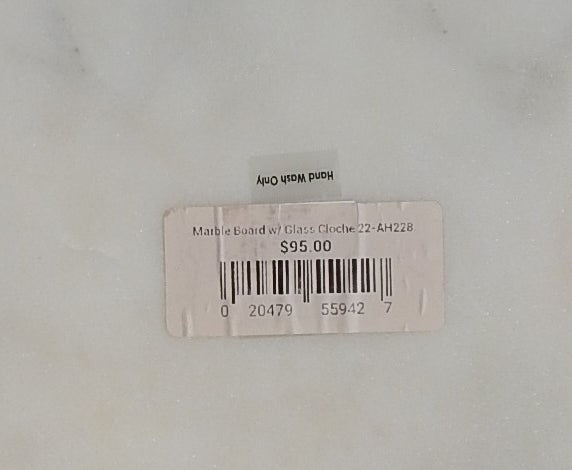 Hand Wash Only
Marble Board w/ Glass Cloche 22-AH228
$95.00
0 20479 55942 7